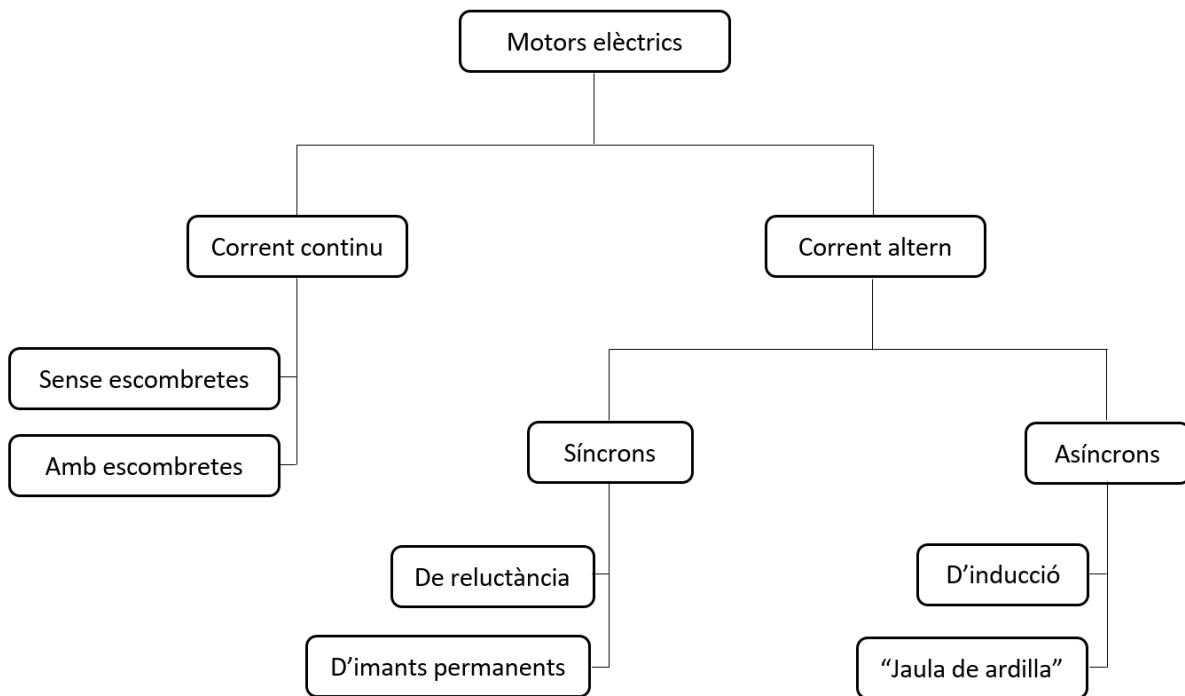 Motors elèctrics
Corrent continu
Corrent altern
Sense escombretes
Amb escombretes
Síncrons
Asíncrons
De reluctància
D’inducció
D’imants permanents
“Jaula de ardilla”